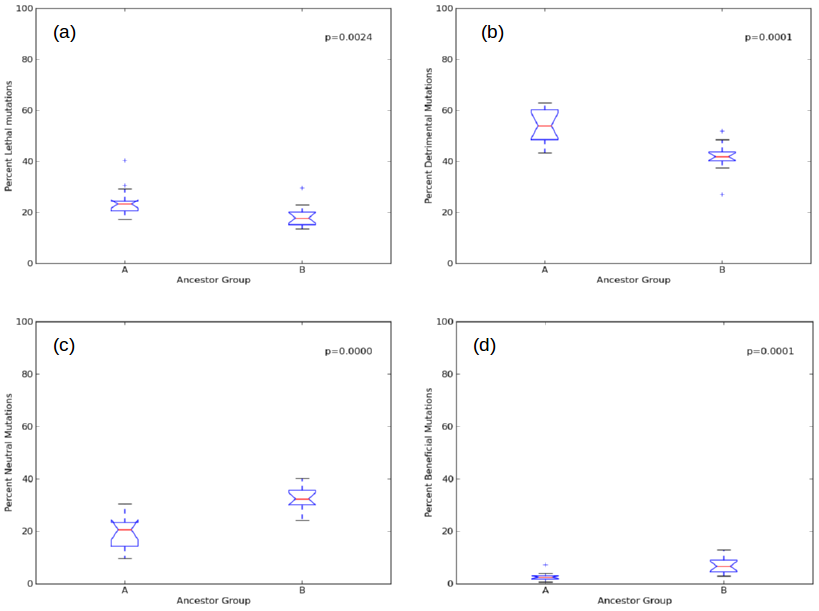 (a)
p=0.0024
100
80
60
40
20
0
Percent Lethal mutations
A B
Ancestor Group
(b)
p=0.0001
100
80
60
40
20
0
Percent Detrimental Mutations
A B
Ancestor Group
(c)
p=0.0000
100
80
60
40
20
0
Percent Neutral Mutations
A B
Ancestor Group
(d)
p=0.0001
100
80
60
40
20
0
Percent Beneficial Mutations
A B
Ancestor Group